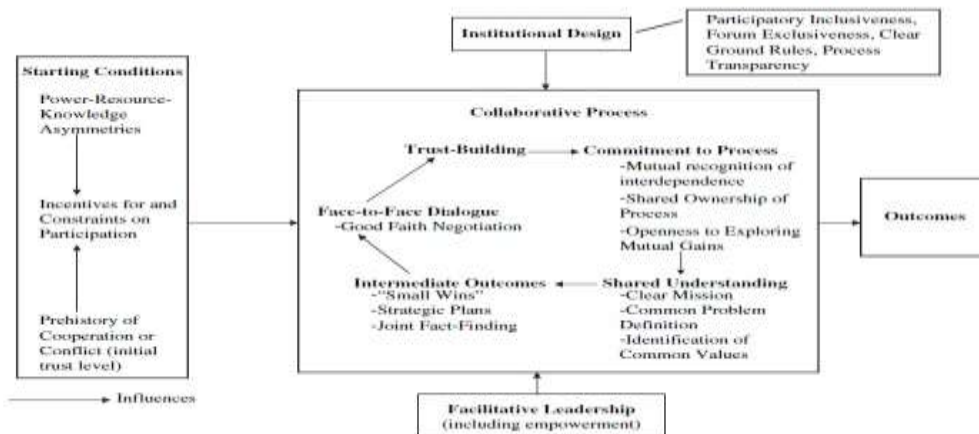 Institutional Design
Participatory Inclusiveness,
Forum Exclusiveness, Clear
Ground Rules, Process
Transparency
Starting Conditions
Power-Resource-
Knowledge
Asymmetries
Incentives for and
Constraints on
Participation
Prehistory of
Cooperation or
Conflict (initial
trust level)
Influences
Collaborative Process
Trust-Building
Commitment to Process
-Mutual recognition of
interdependence
-Shared Ownership of
Process
-Openness to Exploring
Mutual Gains
Face-to-Face Dialogue
-Good Faith Negotiation
Intermediate Outcomes
-"Small Wins"
-Strategic Plans
-Joint Fact-Finding
Shared Understanding
-Clear Mission
-Common Problem
Definition
-Identification of
Common Values
Outcomes
Facilitative Leadership
(including empowerment)